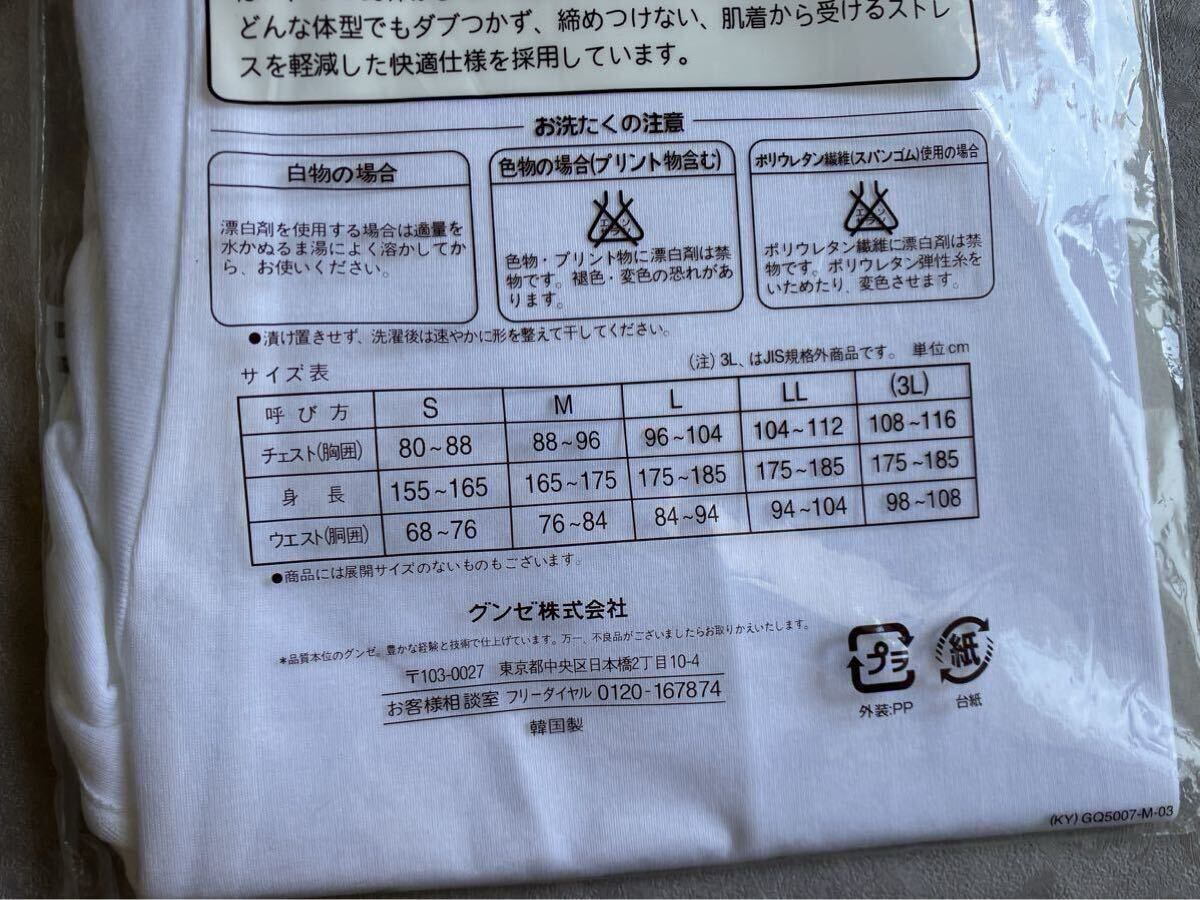 どんな体型でもダブつかず、締めつけない、肌着から受けるストレ
スを軽減した快適仕様を採用しています。
お洗たくの注意
白物の場合
漂白剤を使用する場合は適量を
水かぬるま湯によく溶かしてか
ら、お使いください。
色物の場合(プリント物含む)
エンソ
サラシ
色物・プリント物に漂白剤は禁
物です。褪色・変色の恐れがあ
ります。
ポリウレタン繊維(スパンゴム)使用の場合
エンソ
サラシ
ポリウレタン繊維に漂白剤は禁
物です。ポリウレタン弾性糸を
いためたり、変色させます。
●漬け置きせず、洗濯後は速やかに形を整えて干してください。
サイズ表
(注) 3L、はJIS規格外商品です。 単位cm
呼び方 S M L LL (3L)
チェスト(胸囲) 80~88 88~96 96~104 104~112 108~116
身長 155~165 165~175 175~185 175~185 175~185
ウエスト(胴囲) 68~76 76~84 84~94 94~104 98~108
●商品には展開サイズのないものもございます。
グンゼ株式会社
*品質本位のグンゼ。豊かな経験と技術で仕上げています。万一、不良品がございましたらお取りかえいたします。
〒103-0027 東京都中央区日本橋2丁目10-4
お客様相談室 フリーダイヤル 0120-167874
韓国製
プラ
外装:PP
紙
台紙
(KY) GQ5007-M-03